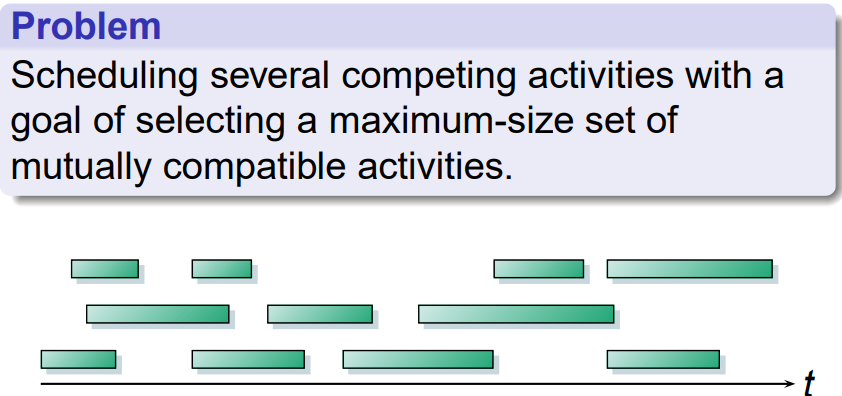 Problem
Scheduling several competing activities with a
goal of selecting a maximum-size set of
mutually compatible activities.
t